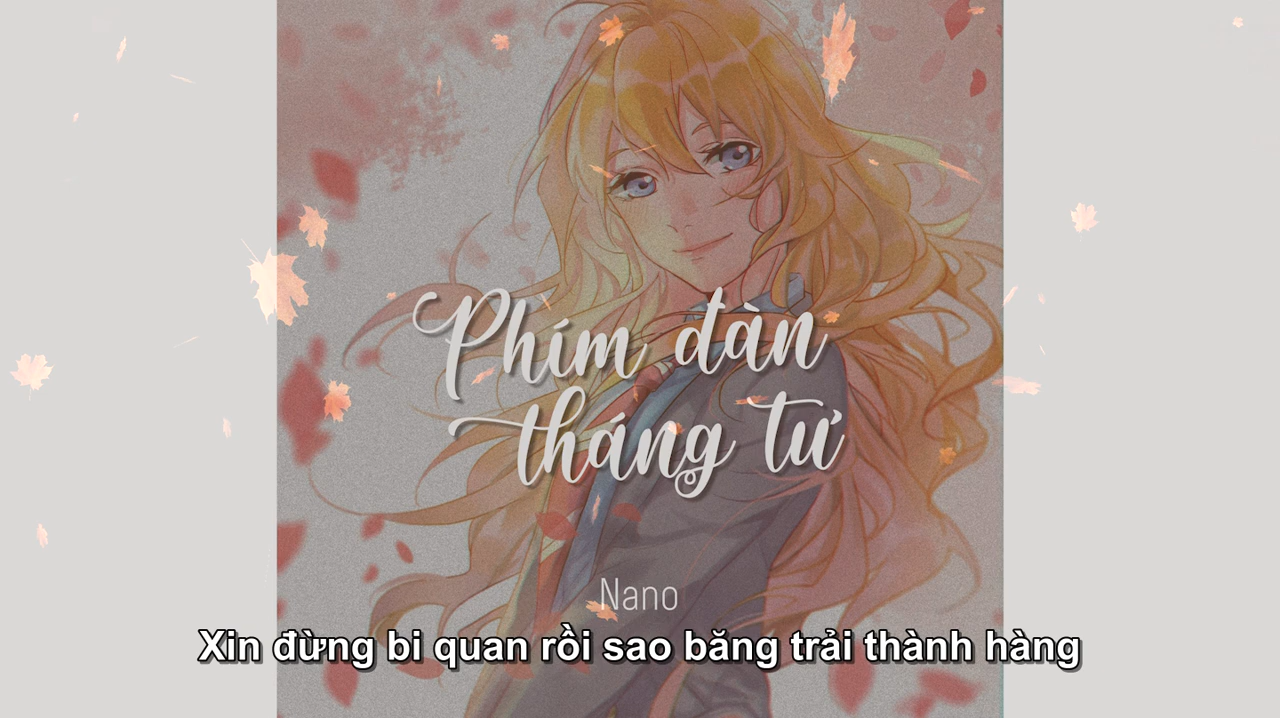 Phím đàn
tháng tư
Nano
Xin đừng bi quan rồi sao băng trải thành hàng